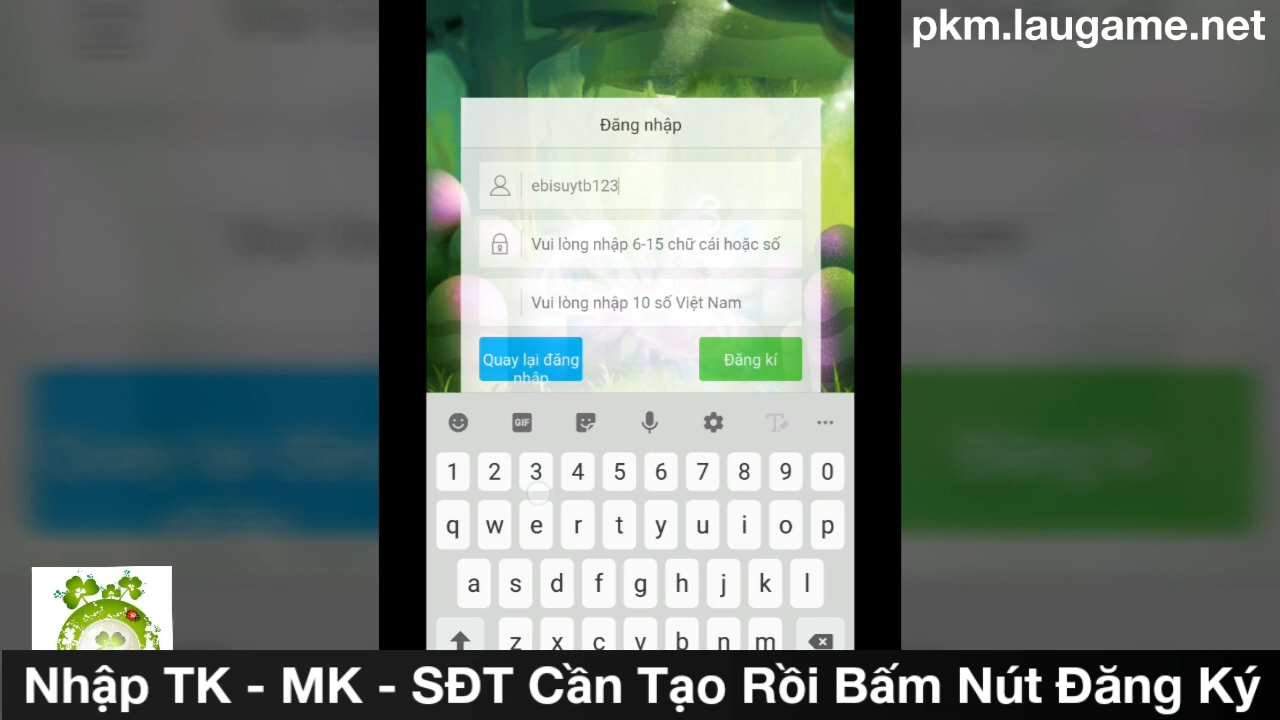 pkm.laugame.net
Đăng nhập
ebisuytb123
Vui lòng nhập 6-15 chữ cái hoặc số
Vui lòng nhập 10 số Việt Nam
Quay lại đăng nhập
Đăng kí
GIF
1 2 3 4 5 6 7 8 9 0
q w e r t y u i o p
a s d f g h j k l
z x c v b n m
Nhập TK - MK - SĐT Cần Tạo Rồi Bấm Nút Đăng Ký